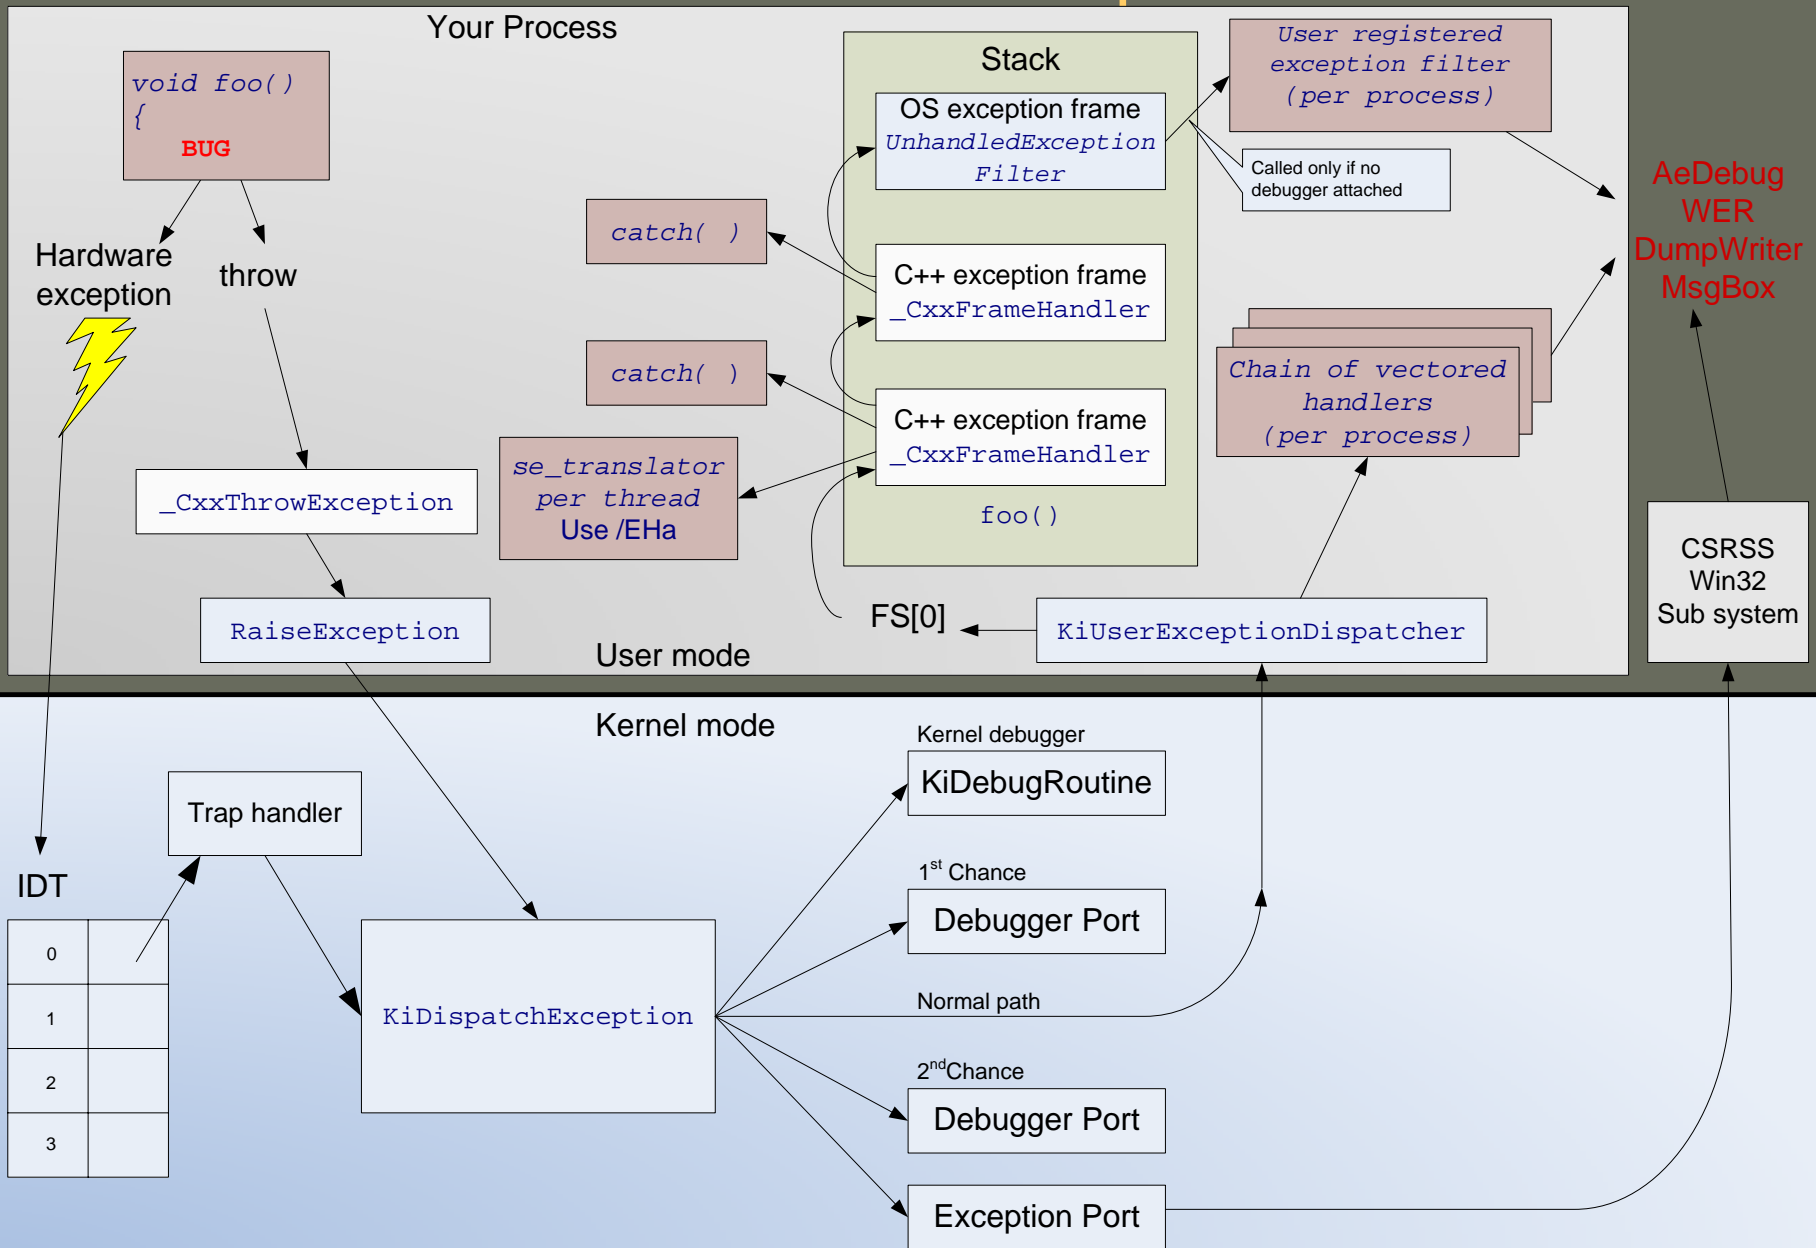 Your Process
void foo()
{
BUG
Hardware
exception
throw
_CxxThrowException
RaiseException
catch( )
catch( )
se_translator
per thread
Use /EHa
Stack
OS exception frame
UnhandledException
Filter
C++ exception frame
_CxxFrameHandler
C++ exception frame
_CxxFrameHandler
foo()
FS[0]
User registered
exception filter
(per process)
Called only if no
debugger attached
Chain of vectored
handlers
(per process)
KiUserExceptionDispatcher
AeDebug
WER
DumpWriter
MsgBox
CSRSS
Win32
Sub system
User mode
Kernel mode
IDT
0
1
2
3
Trap handler
KiDispatchException
Kernel debugger
KiDebugRoutine
1st Chance
Debugger Port
Normal path
2ndChance
Debugger Port
Exception Port